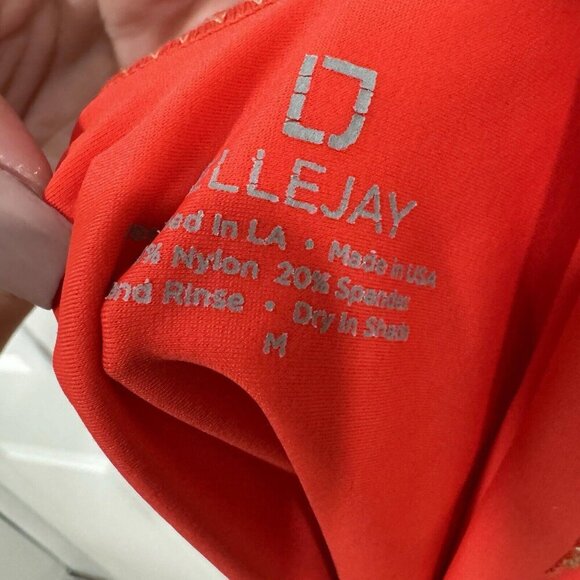 LLEJAY
In LA • Made in USA
% Nylon 20% Spandex
Rinse • Dry In Shade
M